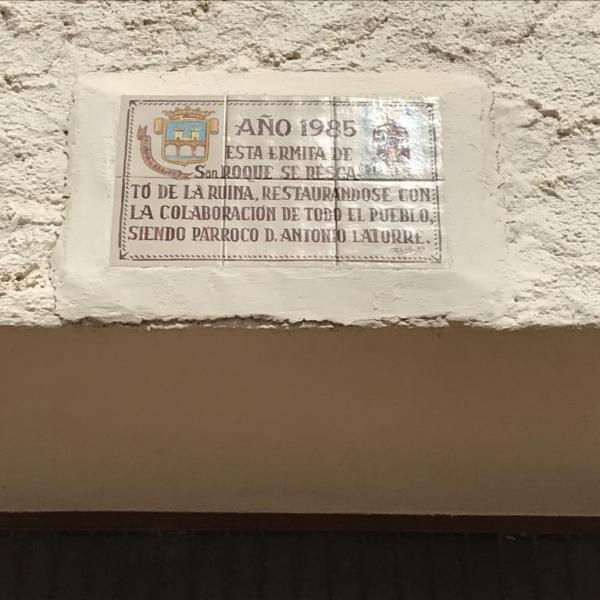 AÑO 1985
ESTA ERMITA DE
San ROQUE SE RESCA-
TÓ DE LA RUINA, RESTAURANDOSE CON
LA COLABORACIÓN DE TODO EL PUEBLO,
SIENDO PÁRROCO D. ANTONIO LATORRE.